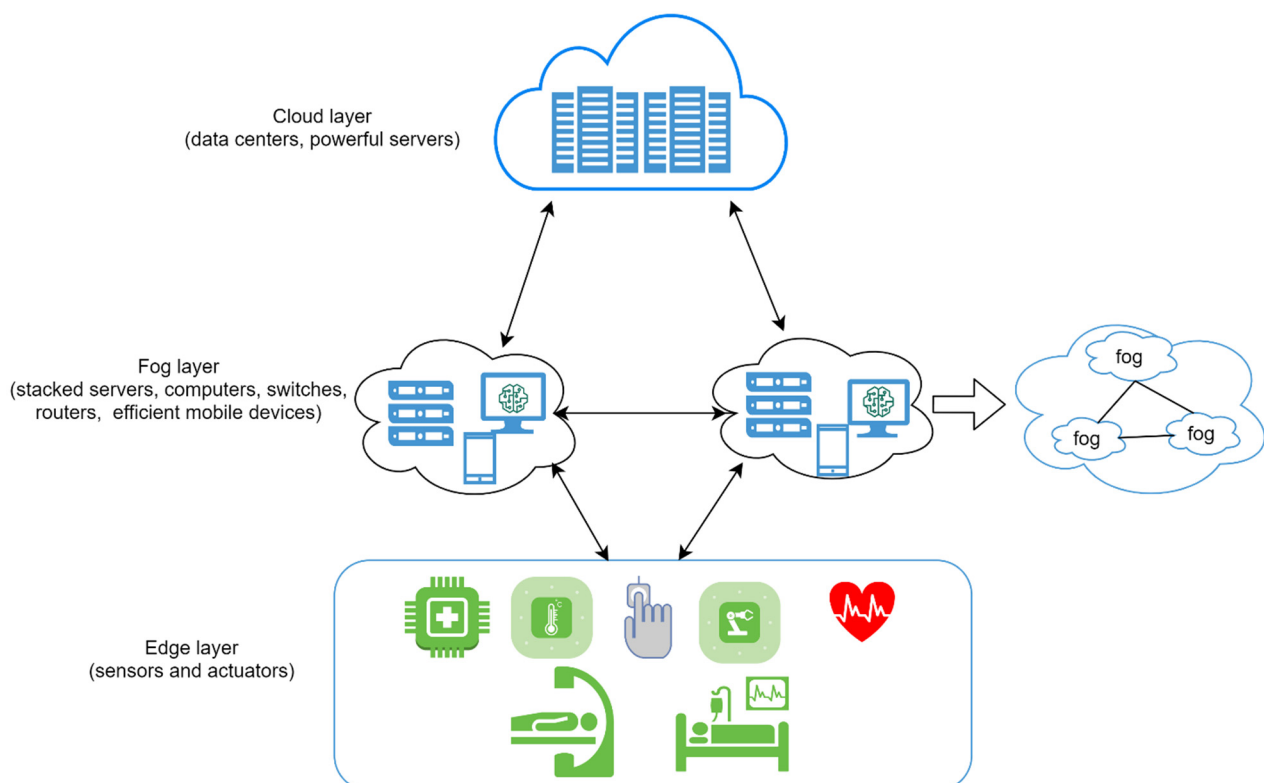 Cloud layer
(data centers, powerful servers)
Fog layer
(stacked servers, computers, switches,
routers, efficient mobile devices)
fog
fog
fog
°C
Edge layer
(sensors and actuators)